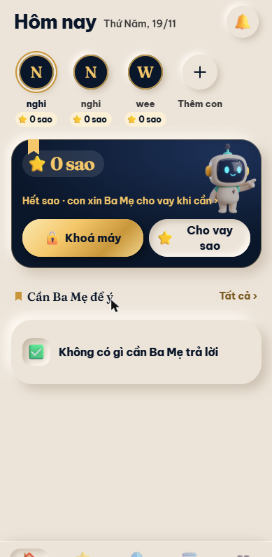 Hôm nay Thứ Năm, 19/11
N N W
nghi nghi wee Thêm con
0 sao 0 sao 0 sao
0 sao
Hết sao · con xin Ba Mẹ cho vay khi cần ›
Khoá máy
Cho vay
sao
Cần Ba Mẹ để ý Tất cả ›
Không có gì cần Ba Mẹ trả lời